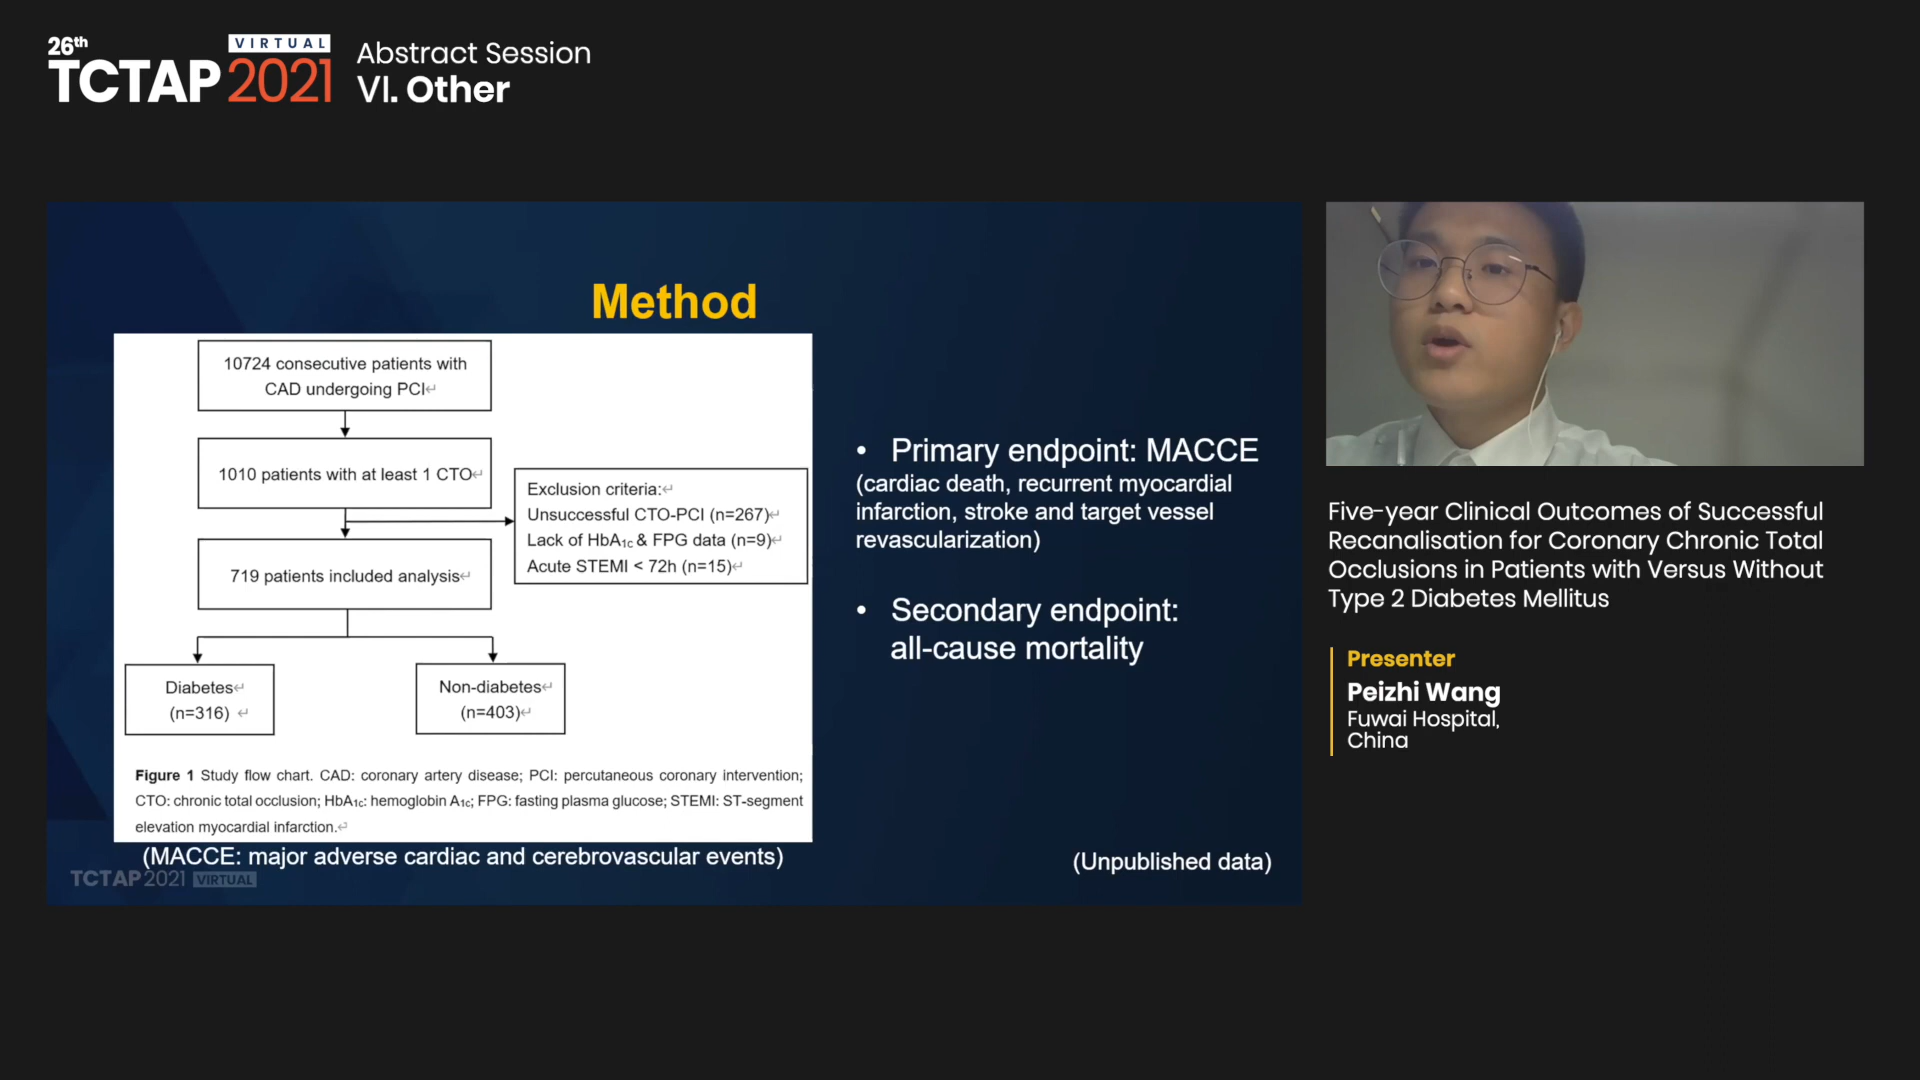 26th
VIRTUAL
TCTAP 2021
Abstract Session
VI. Other
Method
10724 consecutive patients with
CAD undergoing PCI↵
1010 patients with at least 1 CTO↵
Exclusion criteria:↵
Unsuccessful CTO-PCI (n=267)↵
Lack of HbA1c & FPG data (n=9)↵
Acute STEMI < 72h (n=15)↵
719 patients included analysis↵
Diabetes↵
(n=316) ↵
Non-diabetes↵
(n=403)↵
Figure 1 Study flow chart. CAD: coronary artery disease; PCI: percutaneous coronary intervention;
CTO: chronic total occlusion; HbA1c: hemoglobin A1c; FPG: fasting plasma glucose; STEMI: ST-segment
elevation myocardial infarction.↵
(MACCE: major adverse cardiac and cerebrovascular events)
• Primary endpoint: MACCE
(cardiac death, recurrent myocardial
infarction, stroke and target vessel
revascularization)
• Secondary endpoint:
all-cause mortality
(Unpublished data)
TCTAP 2021 VIRTUAL
Five-year Clinical Outcomes of Successful
Recanalisation for Coronary Chronic Total
Occlusions in Patients with Versus Without
Type 2 Diabetes Mellitus
Presenter
Peizhi Wang
Fuwai Hospital,
China